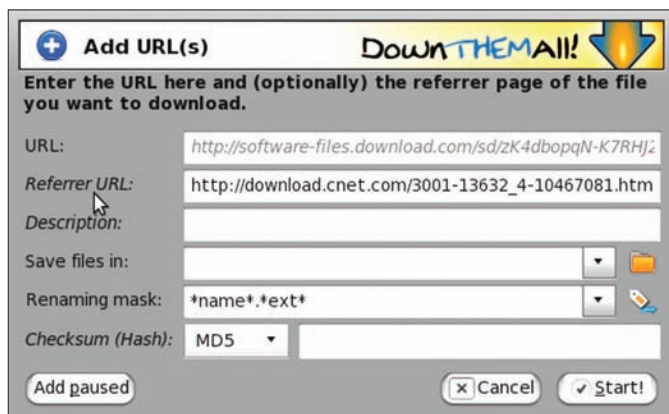 Add URL(s)
DownTHEMAll!
Enter the URL here and (optionally) the referrer page of the file
you want to download.
URL: http://software-files.download.com/sd/zK4dbopqN-K7RHJ2
Referrer URL: http://download.cnet.com/3001-13632_4-10467081.htm
Description:
Save files in:
Renaming mask: *name*.*ext*
Checksum (Hash): MD5
Add paused Cancel Start!